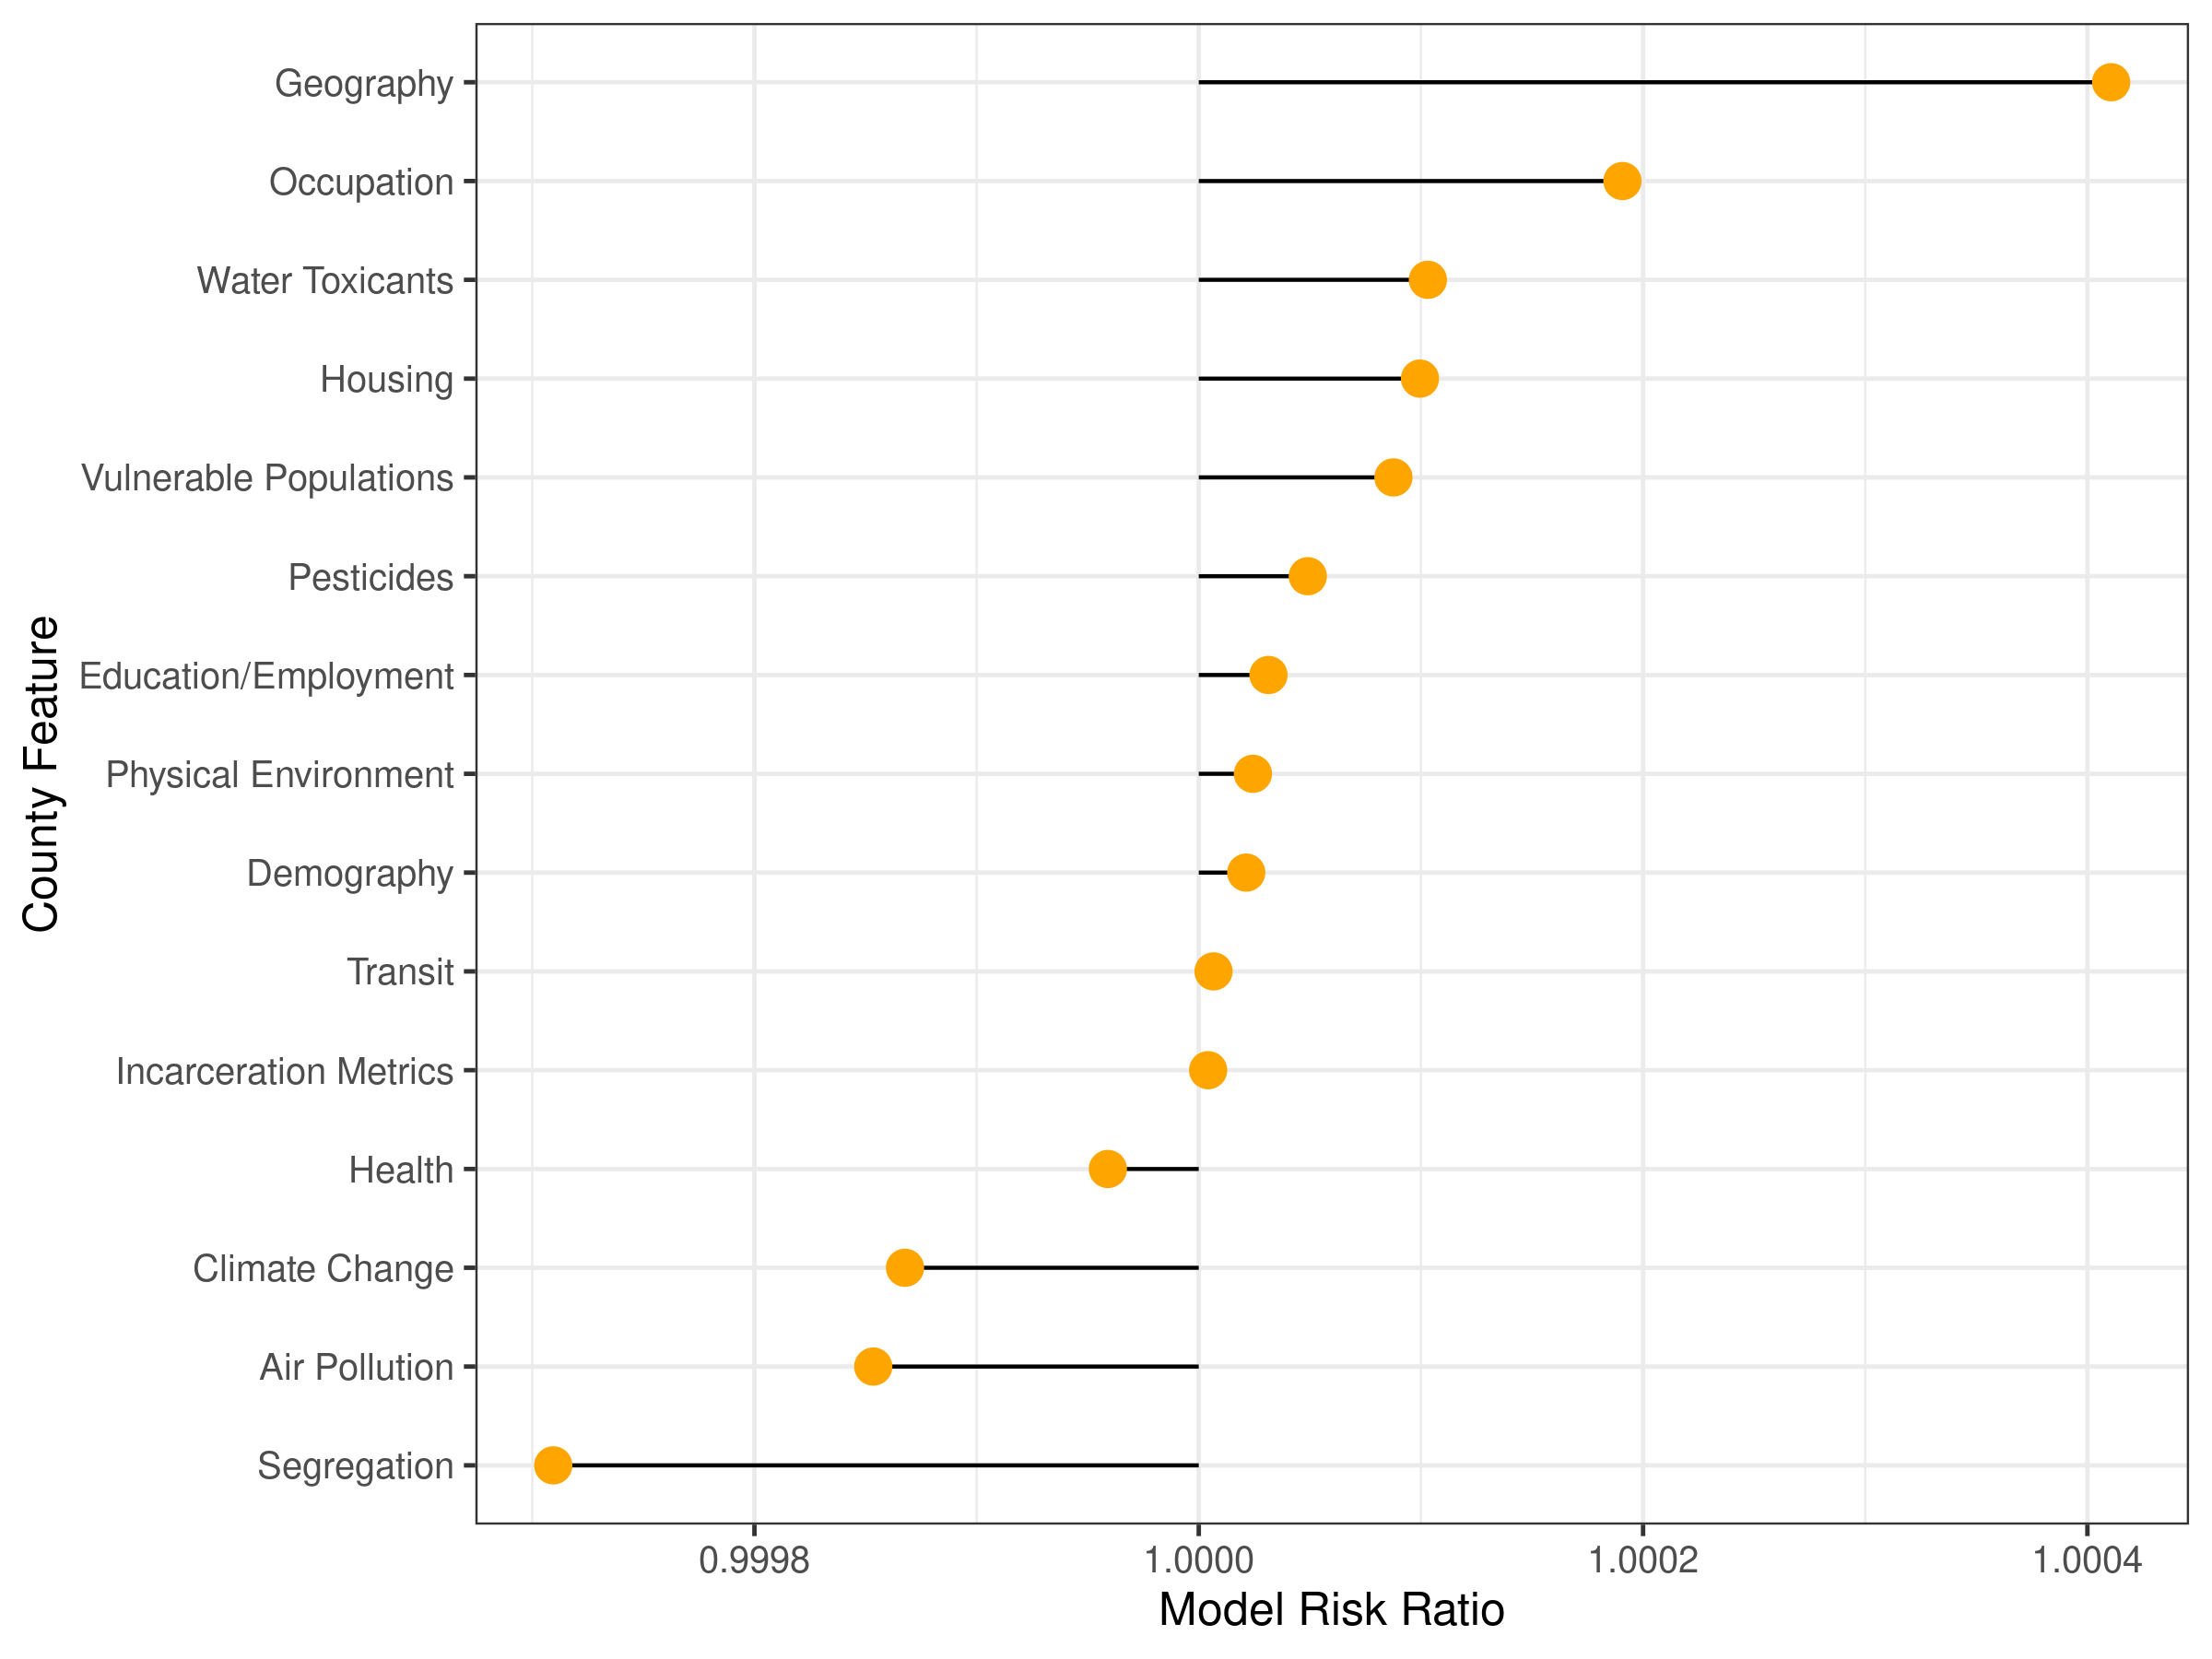 Geography
Occupation
Water Toxicants
Housing
Vulnerable Populations
Pesticides
Education/Employment
Physical Environment
Demography
Transit
Incarceration Metrics
Health
Climate Change
Air Pollution
Segregation
County Feature
0.9998
1.0000
1.0002
1.0004
Model Risk Ratio